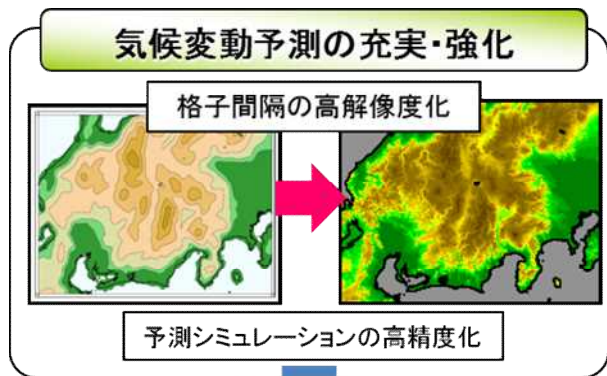 気候変動予測の充実・強化
格子間隔の高解像度化
予測シミュレーションの高精度化